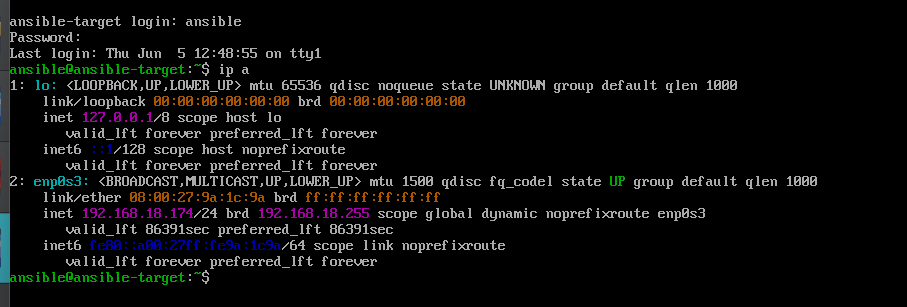 ansible-target login: ansible
Password:
Last login: Thu Jun  5 12:48:55 on tty1
ansible@ansible-target:~$ ip a
1: lo: <LOOPBACK,UP,LOWER_UP> mtu 65536 qdisc noqueue state UNKNOWN group default qlen 1000
    link/loopback 00:00:00:00:00:00 brd 00:00:00:00:00:00
    inet 127.0.0.1/8 scope host lo
       valid_lft forever preferred_lft forever
    inet6 ::1/128 scope host noprefixroute
       valid_lft forever preferred_lft forever
2: enp0s3: <BROADCAST,MULTICAST,UP,LOWER_UP> mtu 1500 qdisc fq_codel state UP group default qlen 1000
    link/ether 08:00:27:9a:1c:9a brd ff:ff:ff:ff:ff:ff
    inet 192.168.18.174/24 brd 192.168.18.255 scope global dynamic noprefixroute enp0s3
       valid_lft 86391sec preferred_lft 86391sec
    inet6 fe80::a00:27ff:fe9a:1c9a/64 scope link noprefixroute
       valid_lft forever preferred_lft forever
ansible@ansible-target:~$